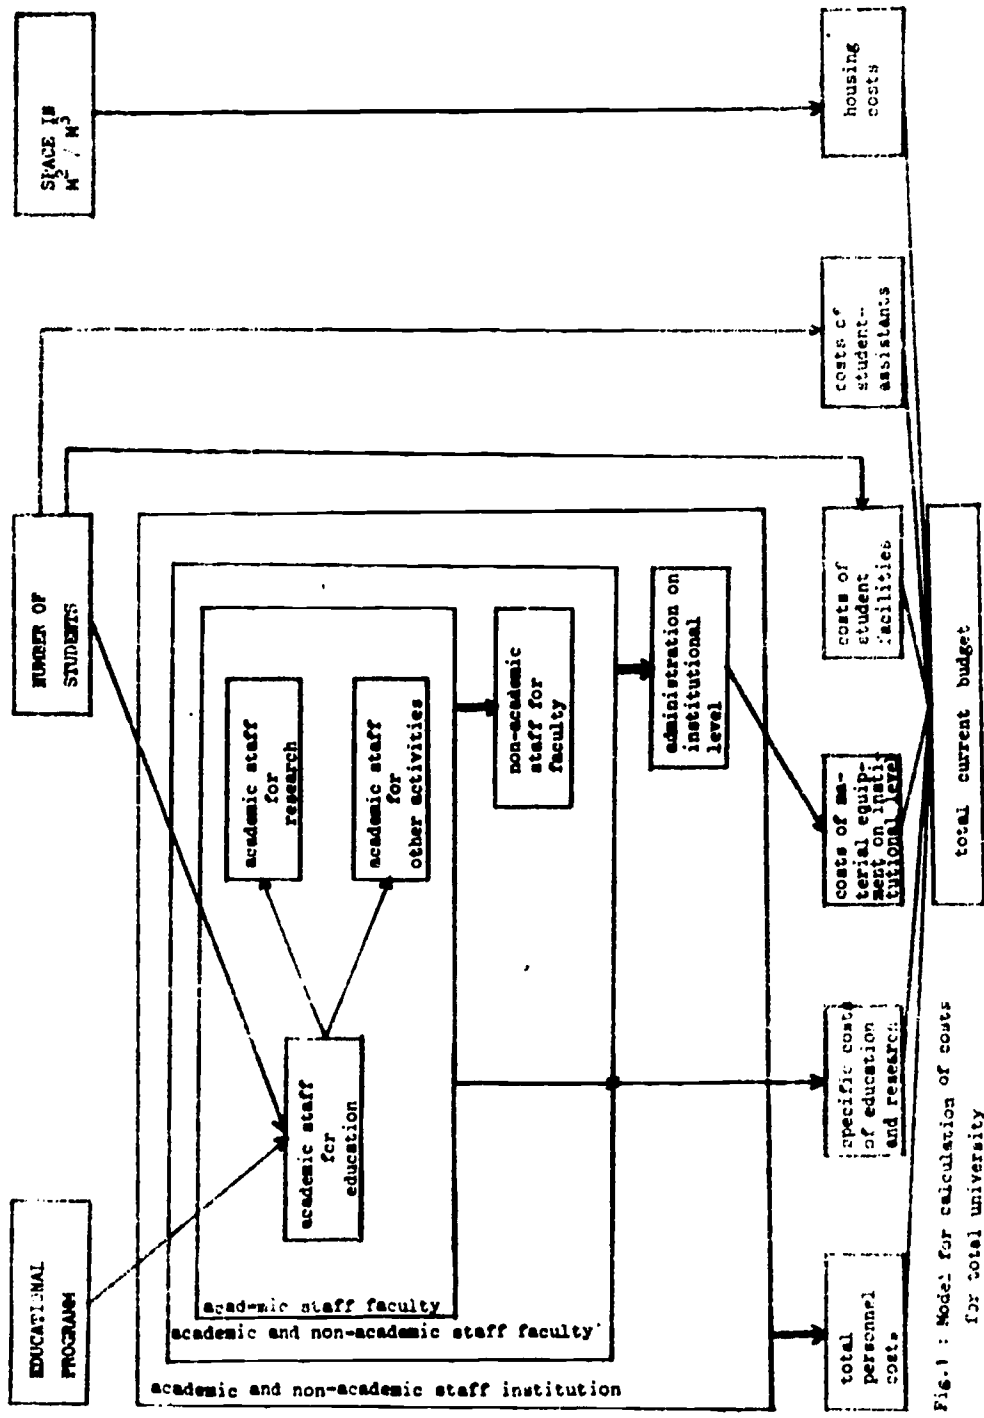 EDUCATIONAL
PROGRAMM
NUMBER OF
STUDENTS
SPACE IN
M2 / M3
academic staff
for
education
academic staff
for
research
academic staff
for
other activities
academic staff faculty
non-academic
staff for
faculty
academic and non-academic staff faculty
administration on
institutional
level
academic and non-academic staff institution
total
personnel
costs
specific costs
of education
and research
costs of ma-
terial equip-
ment on insti-
tutional level
costs of
student
facilities
costs of
student-
assistants
housing
costs
total current budget
Fig.1 : Model for calculation of costs
for total university